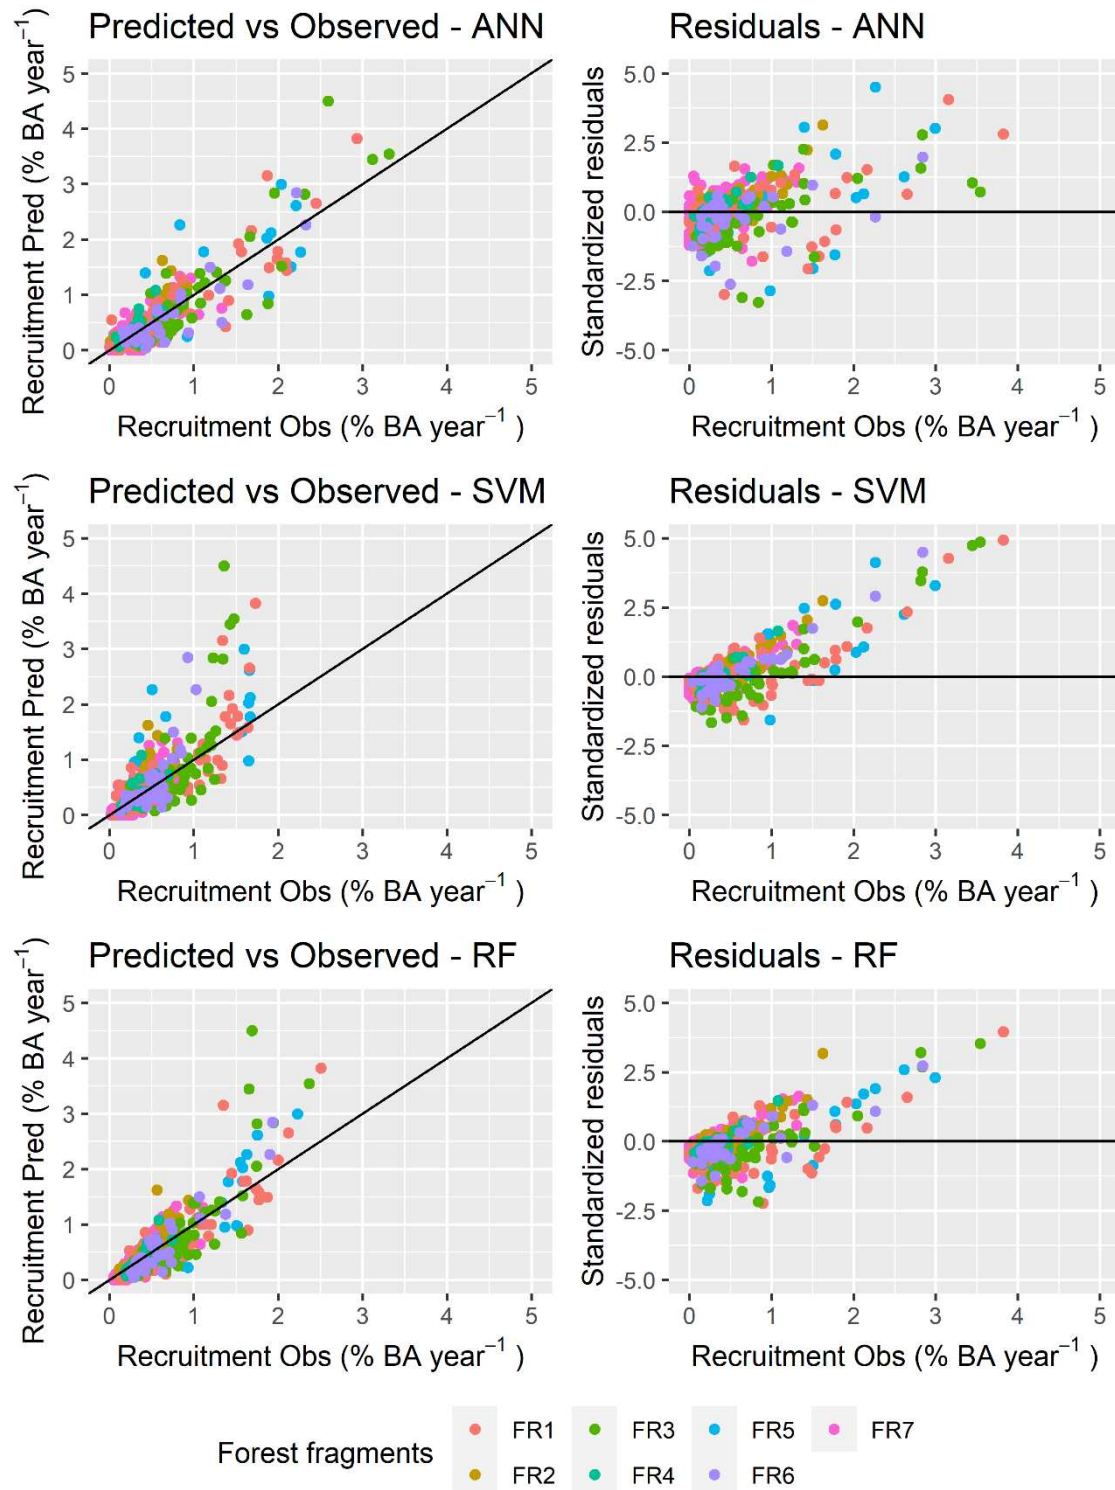 Predicted vs Observed - ANN
Recruitment Pred (% BA year⁻¹)
5
4
3
2
1
0
0 1 2 3 4 5
Recruitment Obs (% BA year⁻¹ )
Residuals - ANN
Standardized residuals
5.0
2.5
0.0
-2.5
-5.0
0 1 2 3 4 5
Recruitment Obs (% BA year⁻¹ )
Predicted vs Observed - SVM
Recruitment Pred (% BA year⁻¹)
5
4
3
2
1
0
0 1 2 3 4 5
Recruitment Obs (% BA year⁻¹ )
Residuals - SVM
Standardized residuals
5.0
2.5
0.0
-2.5
-5.0
0 1 2 3 4 5
Recruitment Obs (% BA year⁻¹ )
Predicted vs Observed - RF
Recruitment Pred (% BA year⁻¹)
5
4
3
2
1
0
0 1 2 3 4 5
Recruitment Obs (% BA year⁻¹ )
Residuals - RF
Standardized residuals
5.0
2.5
0.0
-2.5
-5.0
0 1 2 3 4 5
Recruitment Obs (% BA year⁻¹ )
Forest fragments
FR1 FR3 FR5 FR7
FR2 FR4 FR6